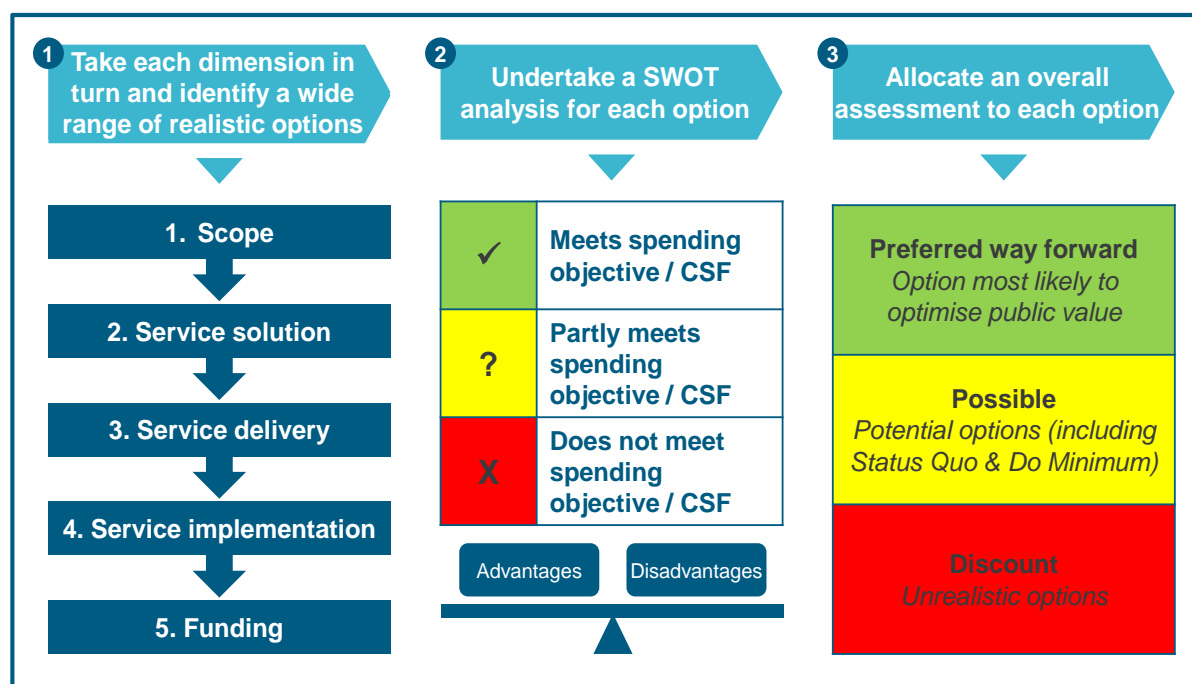 1
Take each dimension in
turn and identify a wide
range of realistic options
1. Scope
2. Service solution
3. Service delivery
4. Service implementation
5. Funding
2
Undertake a SWOT
analysis for each option
✓
Meets spending
objective / CSF
?
Partly meets
spending
objective / CSF
X
Does not meet
spending
objective / CSF
Advantages
Disadvantages
3
Allocate an overall
assessment to each option
Preferred way forward
Option most likely to
optimise public value
Possible
Potential options (including
Status Quo & Do Minimum)
Discount
Unrealistic options